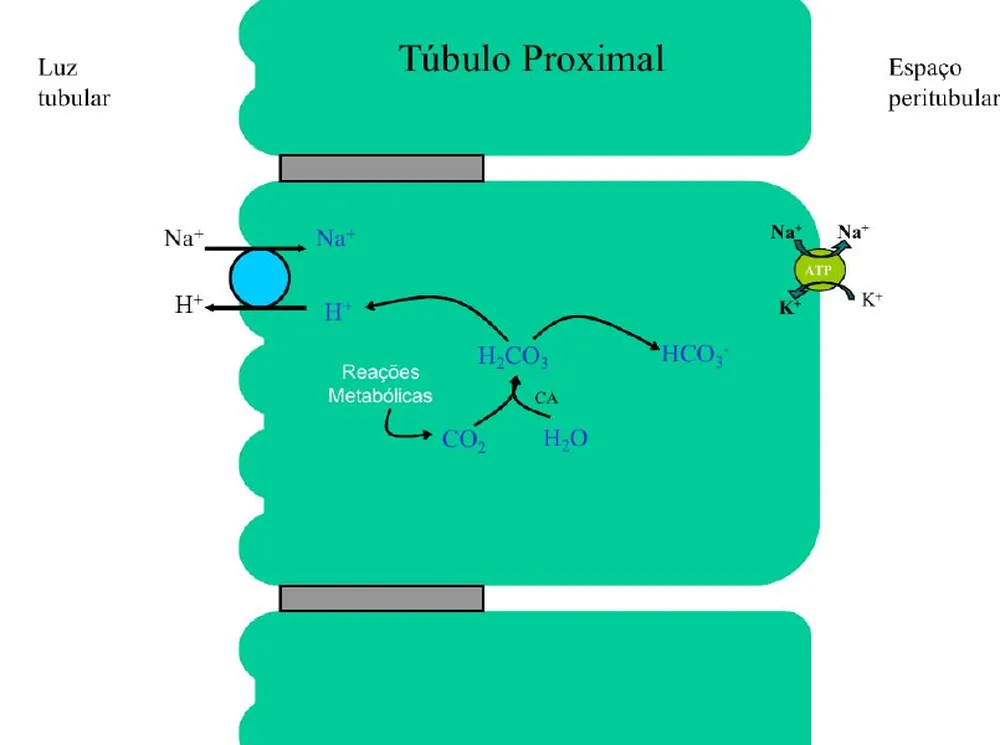 Túbulo Proximal
Luz
tubular
Espaço
peritubular
Na⁺
Na⁺
H⁺
H⁺
Na⁺
Na⁺
ATP
K⁺
K⁺
H₂CO₃
HCO₃⁻
Reações
Metabólicas
CA
CO₂
H₂O